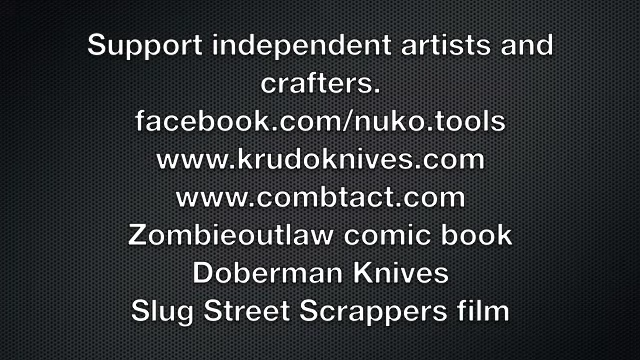 Support independent artists and
crafters.
facebook.com/nuko.tools
www.krudoknives.com
www.combtact.com
Zombieoutlaw comic book
Doberman Knives
Slug Street Scrappers film